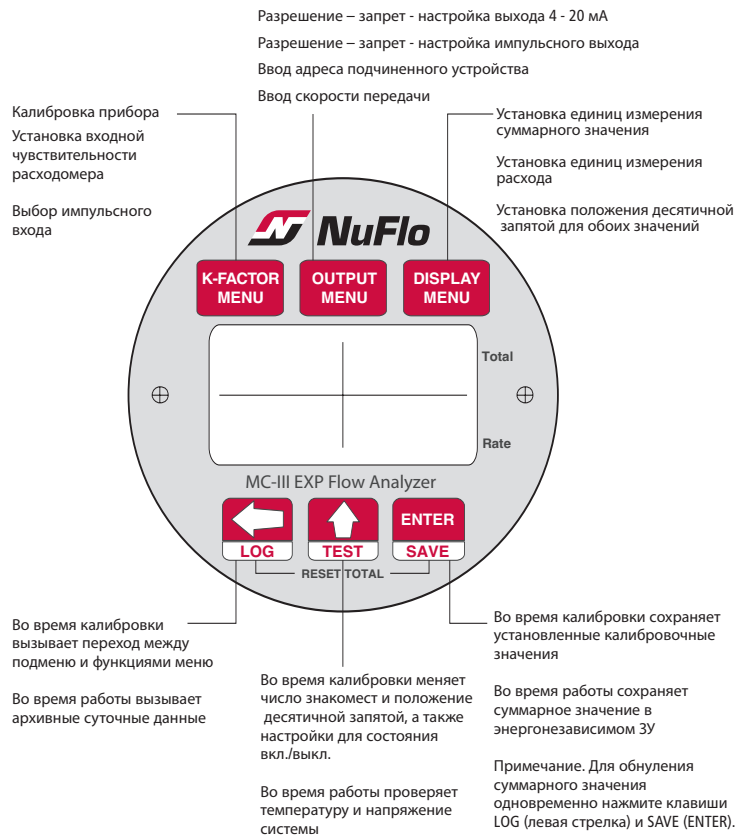 Разрешение – запрет - настройка выхода 4 - 20 мА
Разрешение – запрет - настройка импульсного выхода
Ввод адреса подчиненного устройства
Ввод скорости передачи
Калибровка прибора
Установка входной
чувствительности
расходомера
Выбор импульсного
входа
Установка единиц измерения
суммарного значения
Установка единиц измерения
расхода
Установка положения десятичной
запятой для обоих значений
NuFlo
K-FACTOR
MENU
OUTPUT
MENU
DISPLAY
MENU
Total
Rate
MC-III EXP Flow Analyzer
ENTER
LOG
TEST
SAVE
RESET TOTAL
Во время калибровки
вызывает переход между
подменю и функциями меню
Во время работы вызывает
архивные суточные данные
Во время калибровки меняет
число знакомест и положение
десятичной запятой, а также
настройки для состояния
вкл./выкл.
Во время работы проверяет
температуру и напряжение
системы
Во время калибровки сохраняет
установленные калибровочные
значения
Во время работы сохраняет
суммарное значение в
энергонезависимом ЗУ
Примечание. Для обнуления
суммарного значения
одновременно нажмите клавиши
LOG (левая стрелка) и SAVE (ENTER).